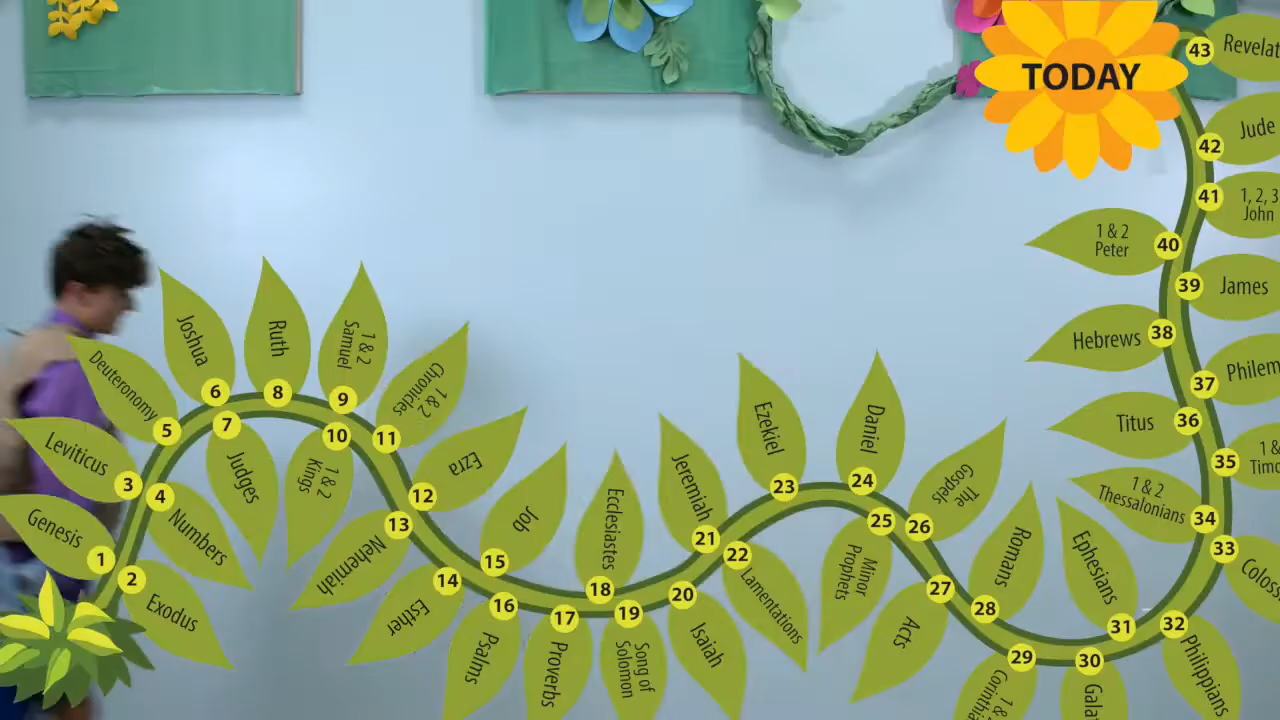 TODAY
1
Genesis
2
Exodus
3
Leviticus
4
Numbers
5
Deuteronomy
6
Joshua
7
Judges
8
Ruth
9
1 & 2
Samuel
10
1 & 2
Kings
11
1 & 2
Chronicles
12
Ezra
13
Nehemiah
14
Esther
15
Job
16
Psalms
17
Proverbs
18
Ecclesiastes
19
Song of
Solomon
20
Isaiah
21
Jeremiah
22
Lamentations
23
Ezekiel
24
Daniel
25
Minor
Prophets
26
The
Gospels
27
Acts
28
Romans
29
1 &
Corinthia
30
Gala
31
Ephesians
32
Philippians
33
Coloss
34
1 & 2
Thessalonians
35
1 &
Timo
36
Titus
37
Philem
38
Hebrews
39
James
40
1 & 2
Peter
41
1, 2, 3
John
42
Jude
43
Revelat